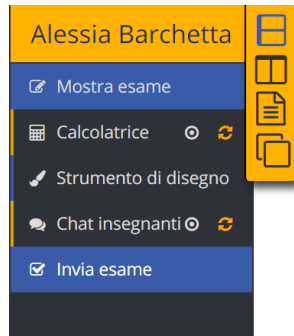 Alessia Barchetta
Mostra esame
Calcolatrice
Strumento di disegno
Chat insegnanti
Invia esame